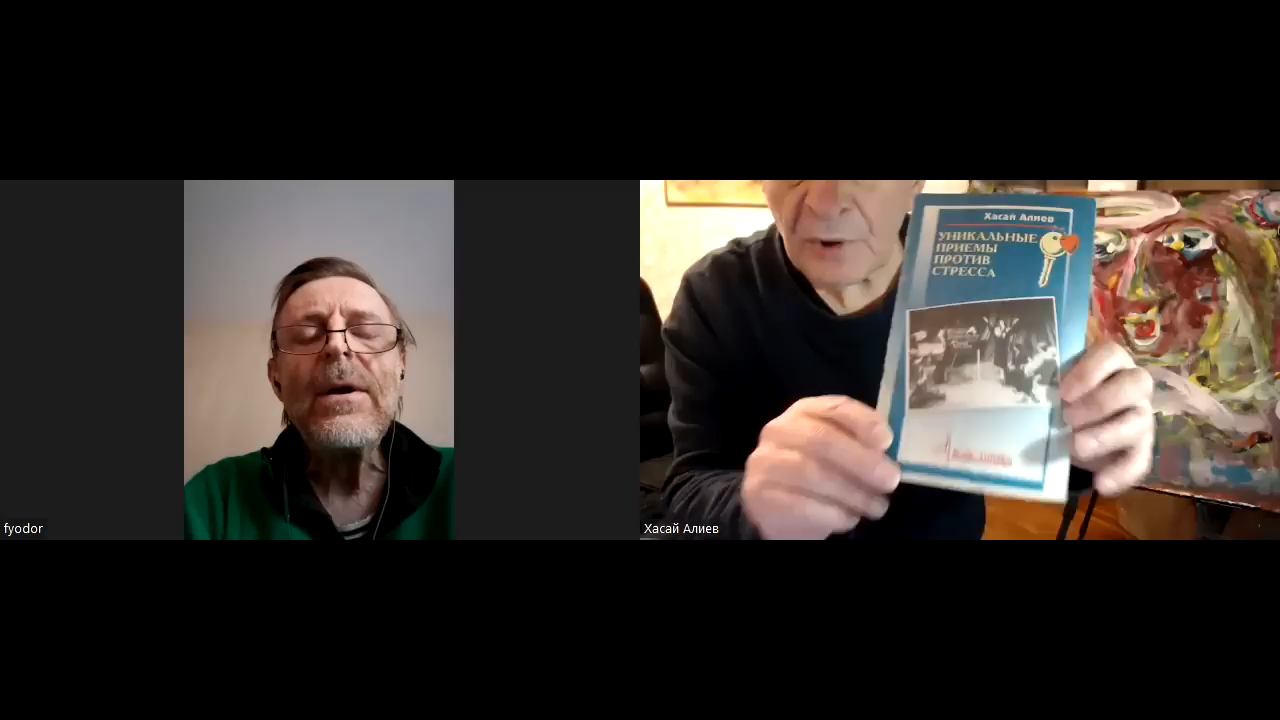 Хасай Алиев
УНИКАЛЬНЫЕ
ПРИЕМЫ
ПРОТИВ
СТРЕССА
fyodor
Хасай Алиев